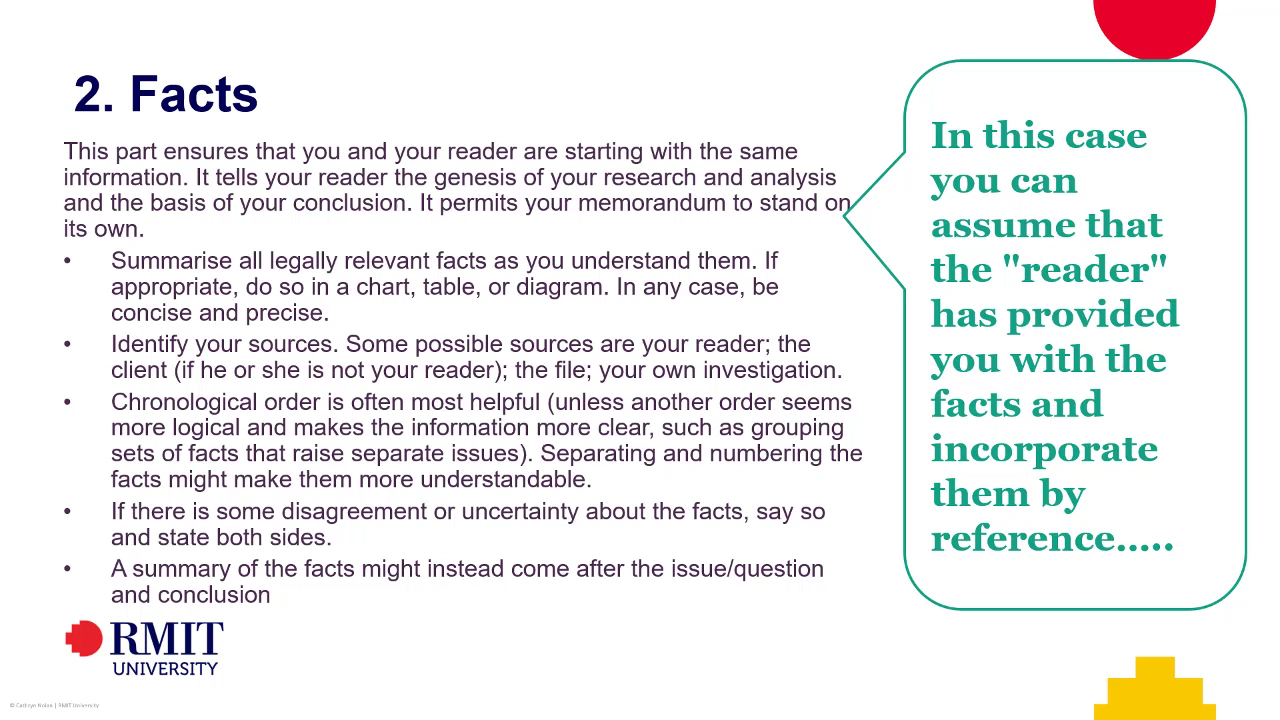 2. Facts
This part ensures that you and your reader are starting with the same
information. It tells your reader the genesis of your research and analysis
and the basis of your conclusion. It permits your memorandum to stand on
its own.
• Summarise all legally relevant facts as you understand them. If
appropriate, do so in a chart, table, or diagram. In any case, be
concise and precise.
• Identify your sources. Some possible sources are your reader; the
client (if he or she is not your reader); the file; your own investigation.
• Chronological order is often most helpful (unless another order seems
more logical and makes the information more clear, such as grouping
sets of facts that raise separate issues). Separating and numbering the
facts might make them more understandable.
• If there is some disagreement or uncertainty about the facts, say so
and state both sides.
• A summary of the facts might instead come after the issue/question
and conclusion
In this case
you can
assume that
the "reader"
has provided
you with the
facts and
incorporate
them by
reference.....
RMIT
UNIVERSITY
© Cathryn Nolan | RMIT University